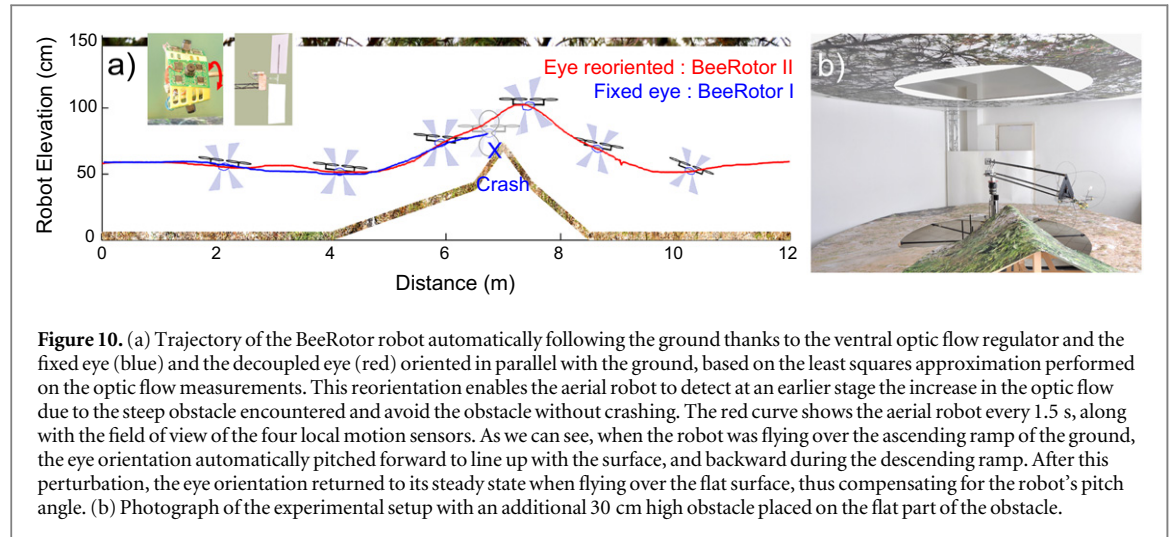 150
a)
Eye reoriented : BeeRotor II
Fixed eye : BeeRotor I
b)
100
50
0
Robot Elevation (cm)
X
Crash
0 2 4 6 8 10 12
Distance (m)
Figure 10. (a) Trajectory of the BeeRotor robot automatically following the ground thanks to the ventral optic flow regulator and the
fixed eye (blue) and the decoupled eye (red) oriented in parallel with the ground, based on the least squares approximation performed
on the optic flow measurements. This reorientation enables the aerial robot to detect at an earlier stage the increase in the optic flow
due to the steep obstacle encountered and avoid the obstacle without crashing. The red curve shows the aerial robot every 1.5 s, along
with the field of view of the four local motion sensors. As we can see, when the robot was flying over the ascending ramp of the ground,
the eye orientation automatically pitched forward to line up with the surface, and backward during the descending ramp. After this
perturbation, the eye orientation returned to its steady state when flying over the flat surface, thus compensating for the robot's pitch
angle. (b) Photograph of the experimental setup with an additional 30 cm high obstacle placed on the flat part of the obstacle.